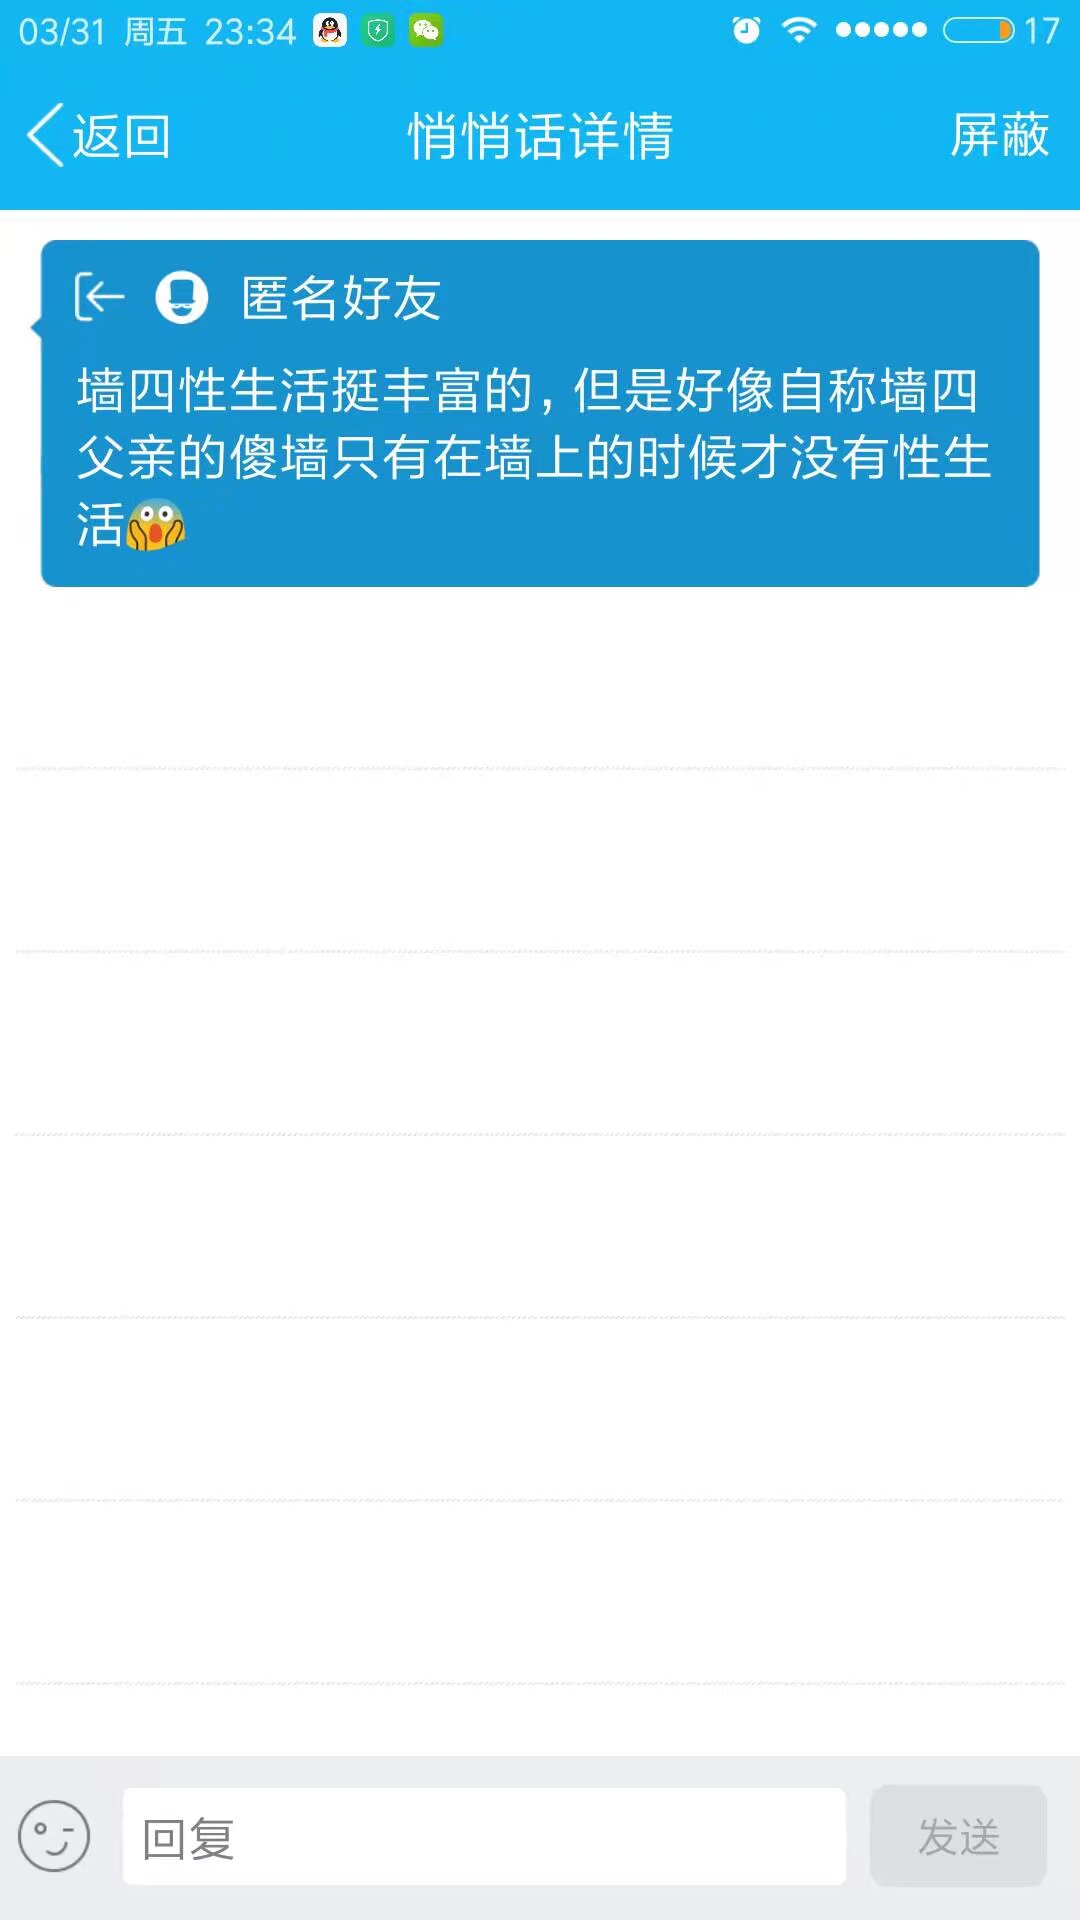 03/31 周五 23:34 17
返回 悄悄话详情 屏蔽
匿名好友
墙四性生活挺丰富的，但是好像自称墙四
父亲的傻墙只有在墙上的时候才没有性生
活😱
回复 发送